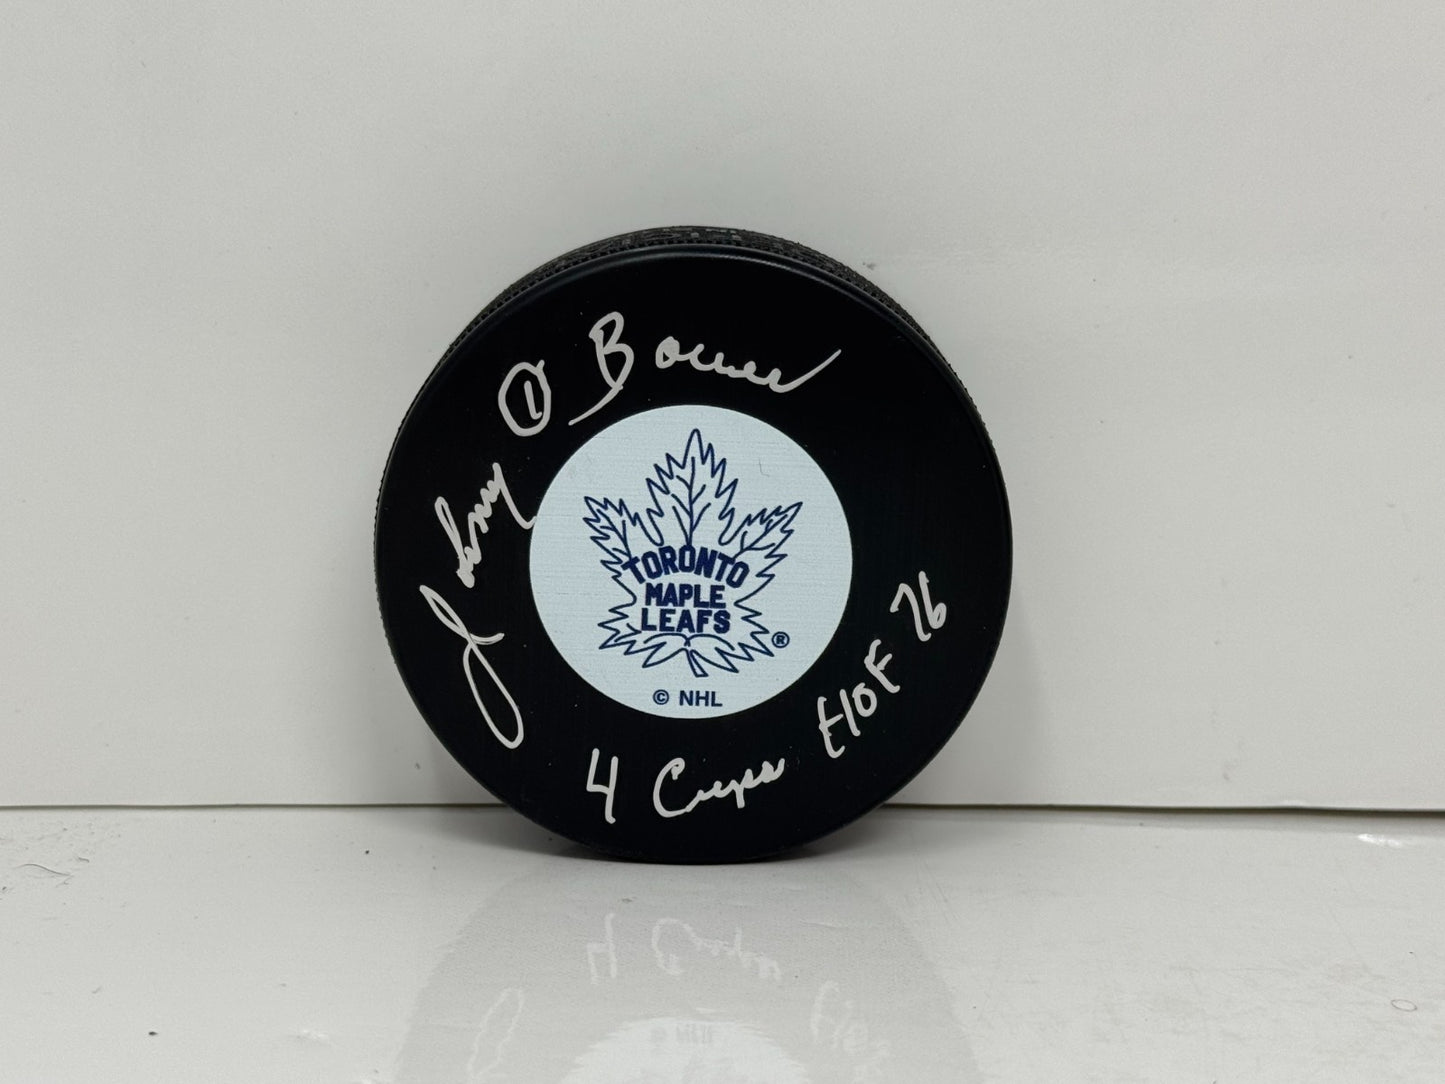 Johnny ① Bower
TORONTO
MAPLE
LEAFS ®
© NHL
4 Cups HOF 76